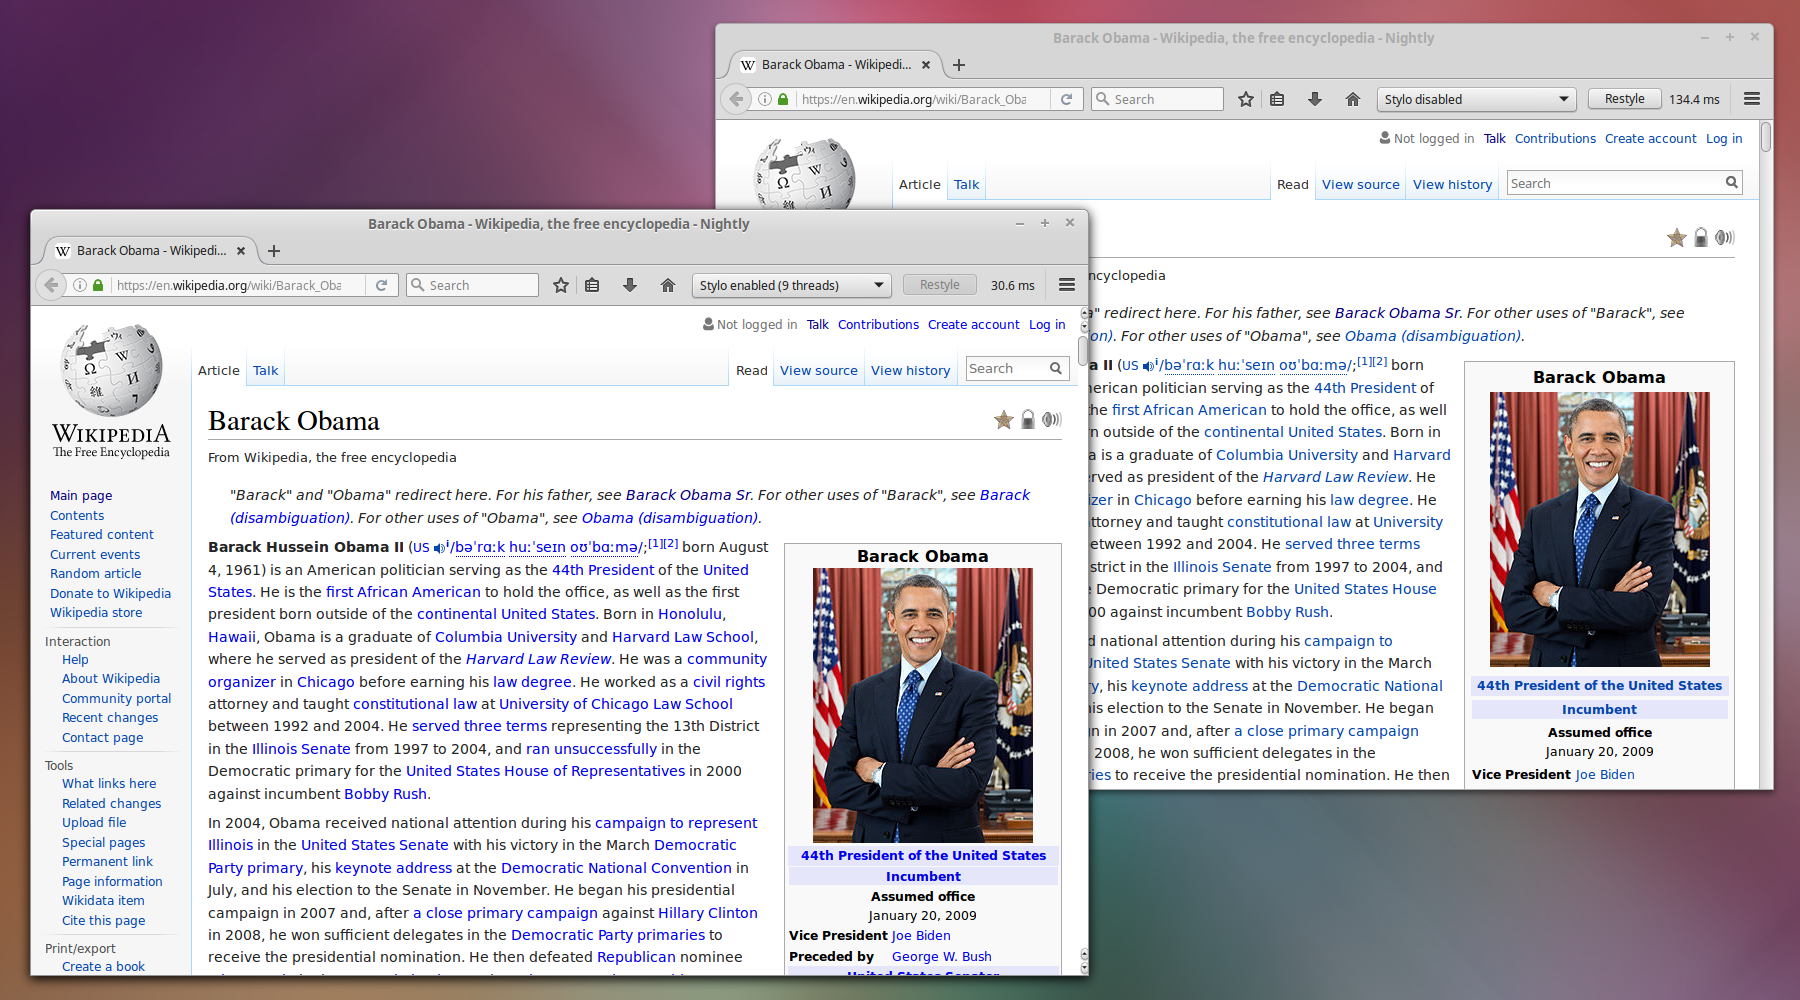 Barack Obama - Wikipedia, the free encyclopedia - Nightly
Barack Obama - Wikipedi...
https://en.wikipedia.org/wiki/Barack_Oba
Search
Stylo disabled
Restyle
134.4 ms
Not logged in Talk Contributions Create account Log in
Article Talk
Read View source View history
Search
ncyclopedia
" redirect here. For his father, see Barack Obama Sr. For other uses of "Barack", see
on). For other uses of "Obama", see Obama (disambiguation).
a II (US /bəˈrɑːk huːˈseɪn oʊˈbɑːmə/;[1][2] born
erican politician serving as the 44th President of
he first African American to hold the office, as well
n outside of the continental United States. Born in
a is a graduate of Columbia University and Harvard
rved as president of the Harvard Law Review. He
izer in Chicago before earning his law degree. He
attorney and taught constitutional law at University
etween 1992 and 2004. He served three terms
strict in the Illinois Senate from 1997 to 2004, and
Democratic primary for the United States House
00 against incumbent Bobby Rush.
d national attention during his campaign to
United States Senate with his victory in the March
y, his keynote address at the Democratic National
is election to the Senate in November. He began
n in 2007 and, after a close primary campaign
2008, he won sufficient delegates in the
ries to receive the presidential nomination. He then
Barack Obama
44th President of the United States
Incumbent
Assumed office
January 20, 2009
Vice President Joe Biden
Barack Obama - Wikipedia, the free encyclopedia - Nightly
Barack Obama - Wikipedi...
https://en.wikipedia.org/wiki/Barack_Oba
Search
Stylo enabled (9 threads)
Restyle
30.6 ms
Not logged in Talk Contributions Create account Log in
Article Talk
Read View source View history
Search
WIKIPEDIA
The Free Encyclopedia
Main page
Contents
Featured content
Current events
Random article
Donate to Wikipedia
Wikipedia store
Interaction
Help
About Wikipedia
Community portal
Recent changes
Contact page
Tools
What links here
Related changes
Upload file
Special pages
Permanent link
Page information
Wikidata item
Cite this page
Print/export
Create a book
Barack Obama
From Wikipedia, the free encyclopedia
"Barack" and "Obama" redirect here. For his father, see Barack Obama Sr. For other uses of "Barack", see Barack
(disambiguation). For other uses of "Obama", see Obama (disambiguation).
Barack Hussein Obama II (US /bəˈrɑːk huːˈseɪn oʊˈbɑːmə/;[1][2] born August
4, 1961) is an American politician serving as the 44th President of the United
States. He is the first African American to hold the office, as well as the first
president born outside of the continental United States. Born in Honolulu,
Hawaii, Obama is a graduate of Columbia University and Harvard Law School,
where he served as president of the Harvard Law Review. He was a community
organizer in Chicago before earning his law degree. He worked as a civil rights
attorney and taught constitutional law at University of Chicago Law School
between 1992 and 2004. He served three terms representing the 13th District
in the Illinois Senate from 1997 to 2004, and ran unsuccessfully in the
Democratic primary for the United States House of Representatives in 2000
against incumbent Bobby Rush.
In 2004, Obama received national attention during his campaign to represent
Illinois in the United States Senate with his victory in the March Democratic
Party primary, his keynote address at the Democratic National Convention in
July, and his election to the Senate in November. He began his presidential
campaign in 2007 and, after a close primary campaign against Hillary Clinton
in 2008, he won sufficient delegates in the Democratic Party primaries to
receive the presidential nomination. He then defeated Republican nominee
Barack Obama
44th President of the United States
Incumbent
Assumed office
January 20, 2009
Vice President Joe Biden
Preceded by George W. Bush
United States Senator